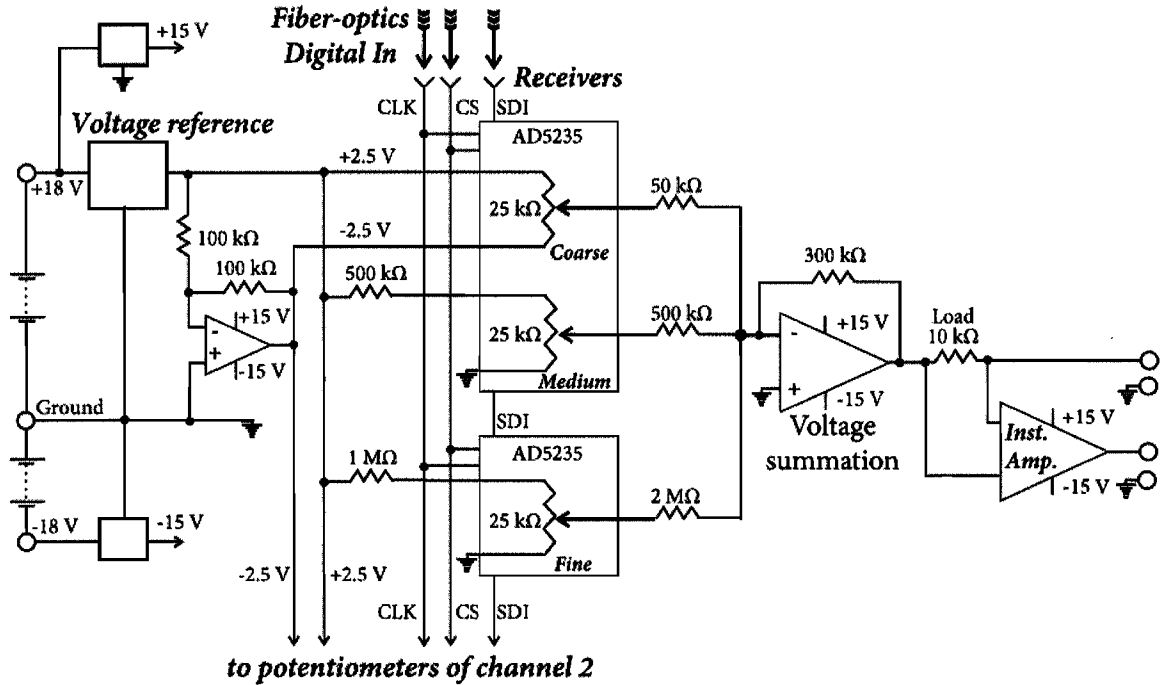 Fiber-optics
Digital In
+15 V
Receivers
CLK
CS
SDI
Voltage reference
AD5235
+18 V
+2.5 V
50 kΩ
25 kΩ
-2.5 V
Coarse
100 kΩ
100 kΩ
500 kΩ
300 kΩ
+15 V
-
+
-15 V
25 kΩ
500 kΩ
Medium
-
+
+15 V
-15 V
Load
10 kΩ
Ground
SDI
Voltage
summation
Inst.
Amp.
+15 V
-15 V
AD5235
1 MΩ
2 MΩ
25 kΩ
Fine
-18 V
-15 V
-2.5 V
+2.5 V
CLK
CS
SDI
to potentiometers of channel 2